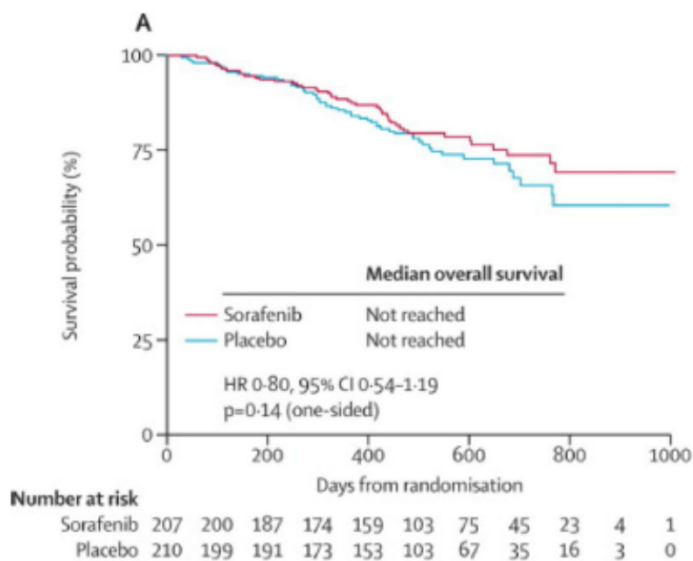 A
100
75
50
25
0
Survival probability (%)
Median overall survival
Sorafenib Not reached
Placebo Not reached
HR 0·80, 95% CI 0·54–1·19
p=0·14 (one-sided)
0 200 400 600 800 1000
Days from randomisation
Number at risk
Sorafenib 207 200 187 174 159 103 75 45 23 4 1
Placebo 210 199 191 173 153 103 67 35 16 3 0